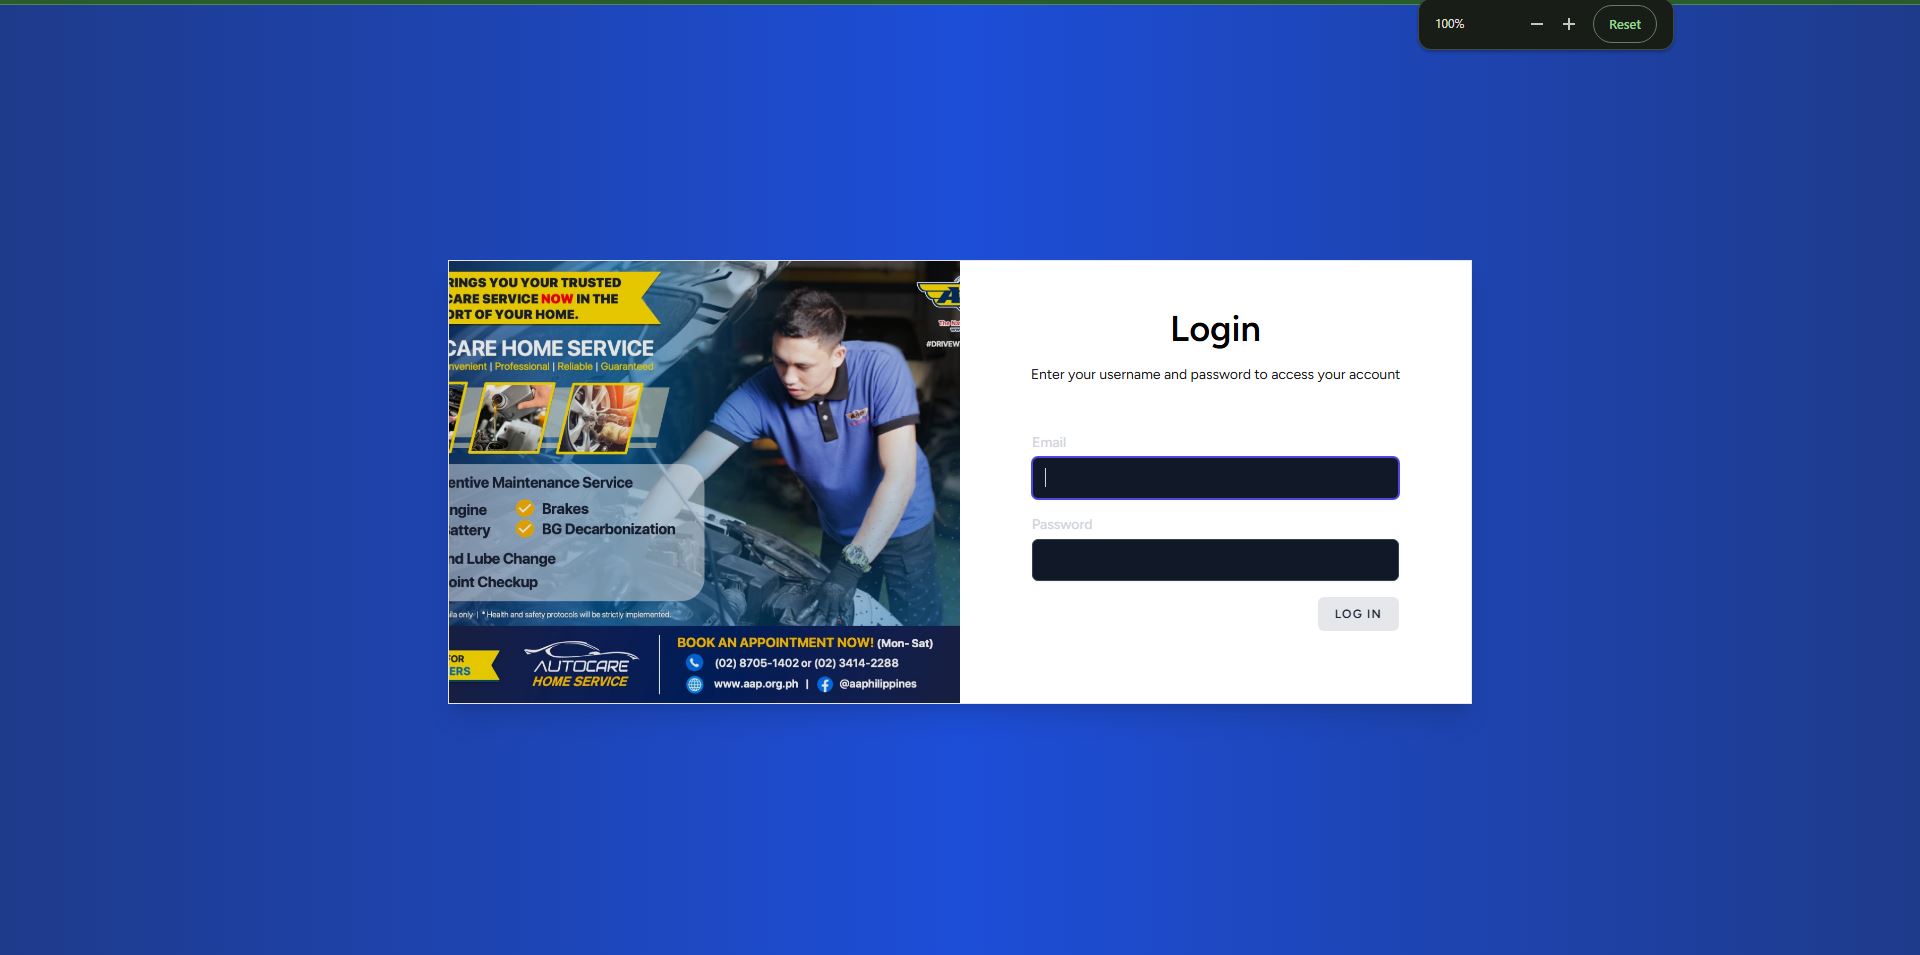 100%
Reset
RINGS YOU YOUR TRUSTED
CARE SERVICE NOW IN THE
ORT OF YOUR HOME.
CARE HOME SERVICE
nvenient | Professional | Reliable | Guaranteed
#DRIVEW
entive Maintenance Service
ngine
Brakes
attery
BG Decarbonization
nd Lube Change
oint Checkup
ila only | * Health and safety protocols will be strictly implemented.
FOR
ERS
AUTOCARE
HOME SERVICE
BOOK AN APPOINTMENT NOW! (Mon- Sat)
(02) 8705-1402 or (02) 3414-2288
www.aap.org.ph | @aaphilippines
Login
Enter your username and password to access your account
Email
Password
LOG IN